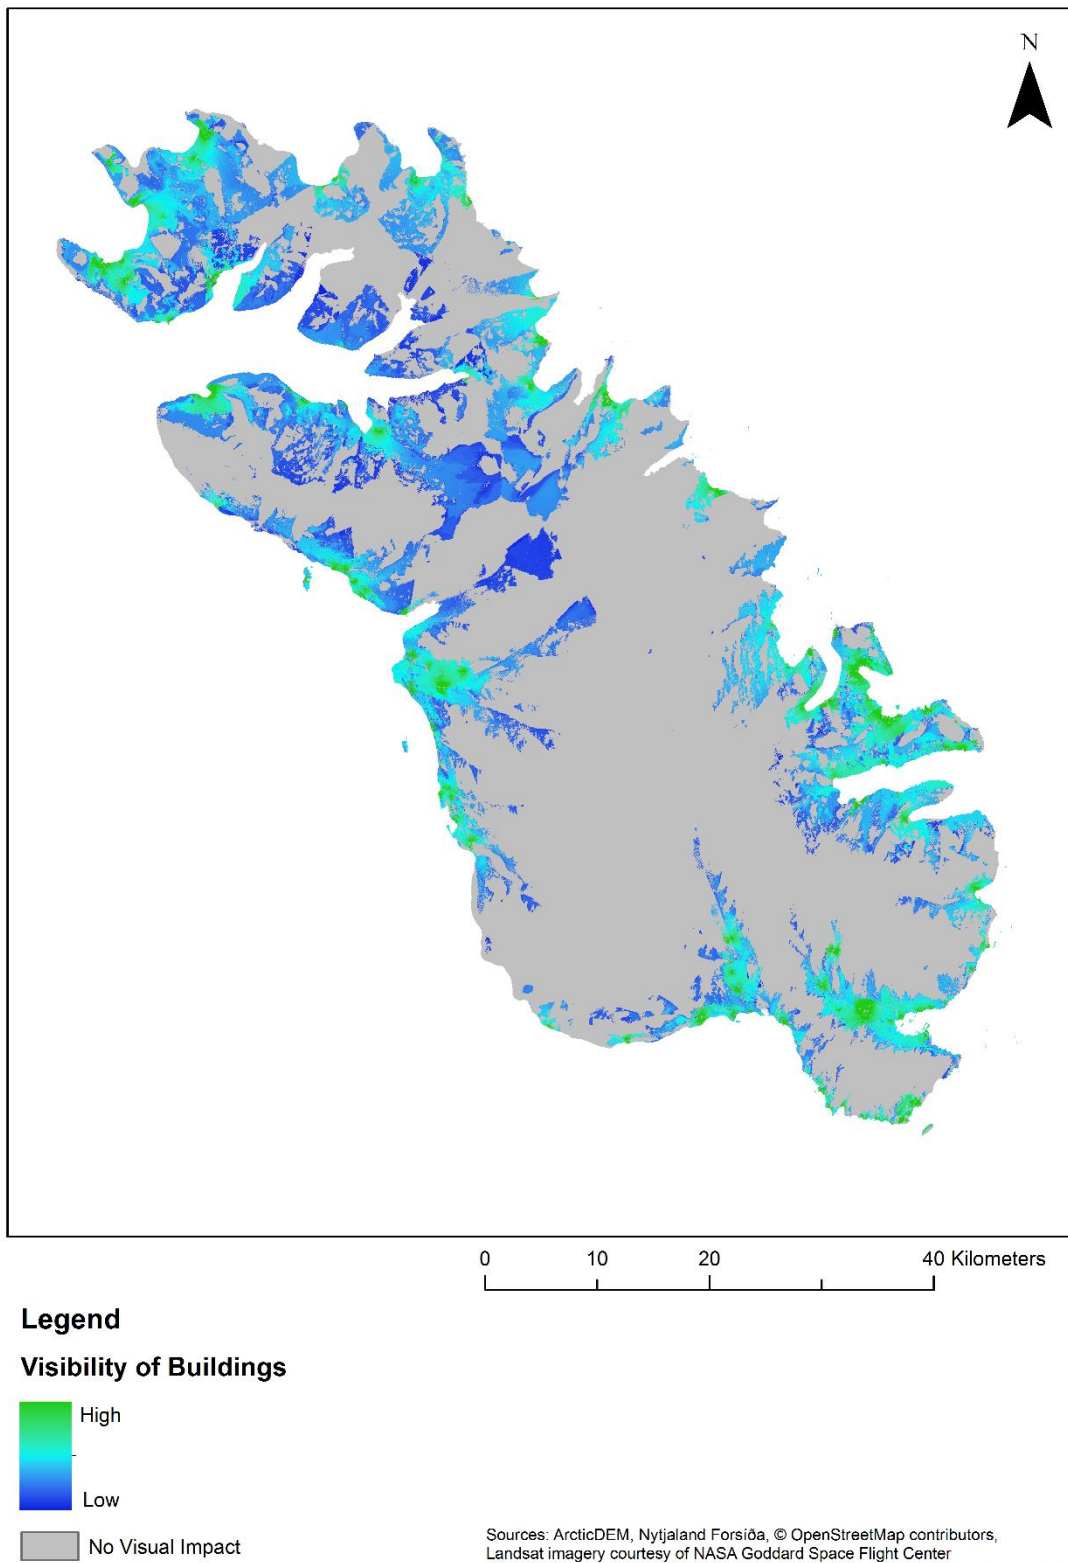 N
0 10 20 40 Kilometers
Legend
Visibility of Buildings
High
Low
No Visual Impact
Sources: ArcticDEM, Nytjaland Forsíða, © OpenStreetMap contributors,
Landsat imagery courtesy of NASA Goddard Space Flight Center